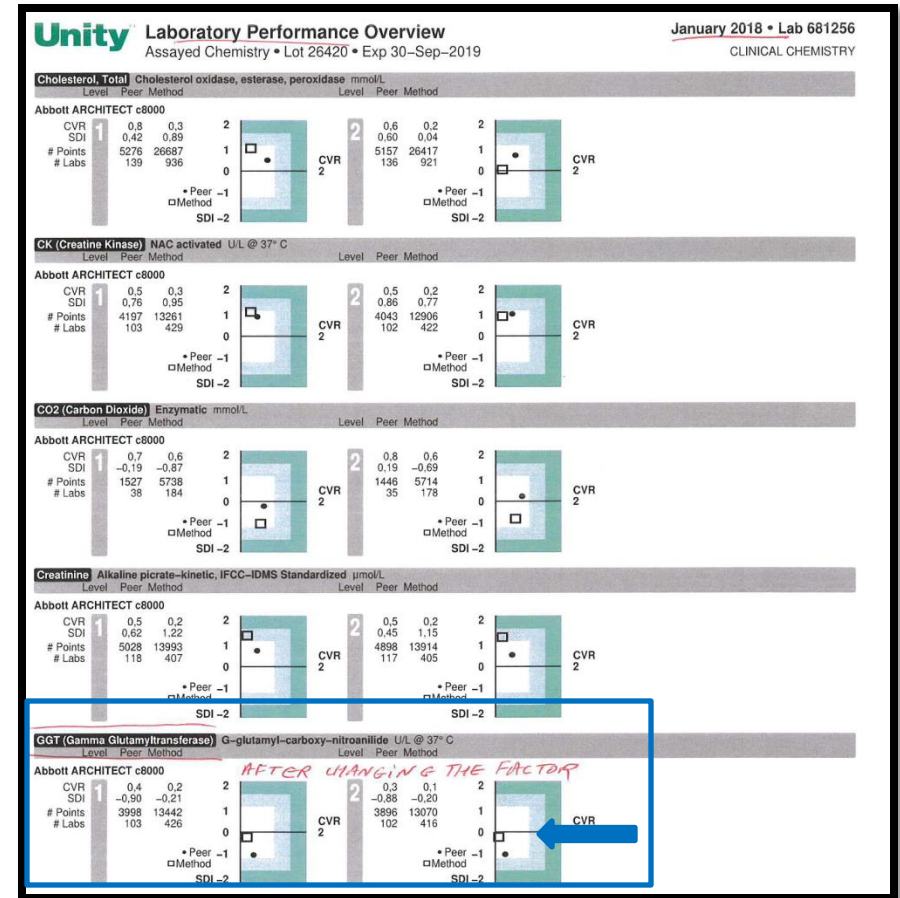 Unity Laboratory Performance Overview January 2018 • Lab 681256
Assayed Chemistry • Lot 26420 • Exp 30–Sep–2019 CLINICAL CHEMISTRY
Cholesterol, Total Cholesterol oxidase, esterase, peroxidase mmol/L
Level Peer Method Level Peer Method
Abbott ARCHITECT c8000
CVR 1 0,8 0,3 2 2 0,6 0,2 2
SDI 0,42 0,89 0,60 0,04
# Points 5276 26687 1 5157 26417 1
# Labs 139 936 CVR 136 921 CVR
0 2 0 2
• Peer –1 • Peer –1
□Method □Method
SDI –2 SDI –2
CK (Creatine Kinase) NAC activated U/L @ 37° C
Level Peer Method Level Peer Method
Abbott ARCHITECT c8000
CVR 1 0,5 0,3 2 2 0,5 0,2 2
SDI 0,76 0,95 0,86 0,77
# Points 4197 13261 1 4043 12906 1
# Labs 103 429 CVR 102 422 CVR
0 2 0 2
• Peer –1 • Peer –1
□Method □Method
SDI –2 SDI –2
CO2 (Carbon Dioxide) Enzymatic mmol/L
Level Peer Method Level Peer Method
Abbott ARCHITECT c8000
CVR 1 0,7 0,6 2 2 0,8 0,6 2
SDI –0,19 –0,87 0,19 –0,69
# Points 1527 5738 1 1446 5714 1
# Labs 38 184 CVR 35 178 CVR
0 2 0 2
• Peer –1 • Peer –1
□Method □Method
SDI –2 SDI –2
Creatinine Alkaline picrate–kinetic, IFCC–IDMS Standardized µmol/L
Level Peer Method Level Peer Method
Abbott ARCHITECT c8000
CVR 1 0,5 0,2 2 2 0,5 0,2 2
SDI 0,62 1,22 0,45 1,15
# Points 5028 13993 1 4898 13914 1
# Labs 118 407 CVR 117 405 CVR
0 2 0 2
• Peer –1 • Peer –1
□Method □Method
SDI –2 SDI –2
GGT (Gamma Glutamyltransferase) G–glutamyl–carboxy–nitroanilide U/L @ 37° C
Level Peer Method Level Peer Method
Abbott ARCHITECT c8000 AFTER CHANGING THE FACTOR
CVR 1 0,4 0,2 2 2 0,3 0,1 2
SDI –0,90 –0,21 –0,88 –0,20
# Points 3998 13442 1 3896 13070 1
# Labs 103 426 CVR 102 416 CVR
0 2 0
• Peer –1 • Peer –1
□Method □Method
SDI –2 SDI –2